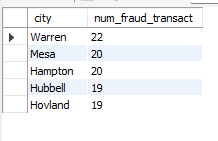 city num_fraud_transact
Warren 22
Mesa 20
Hampton 20
Hubbell 19
Hovland 19